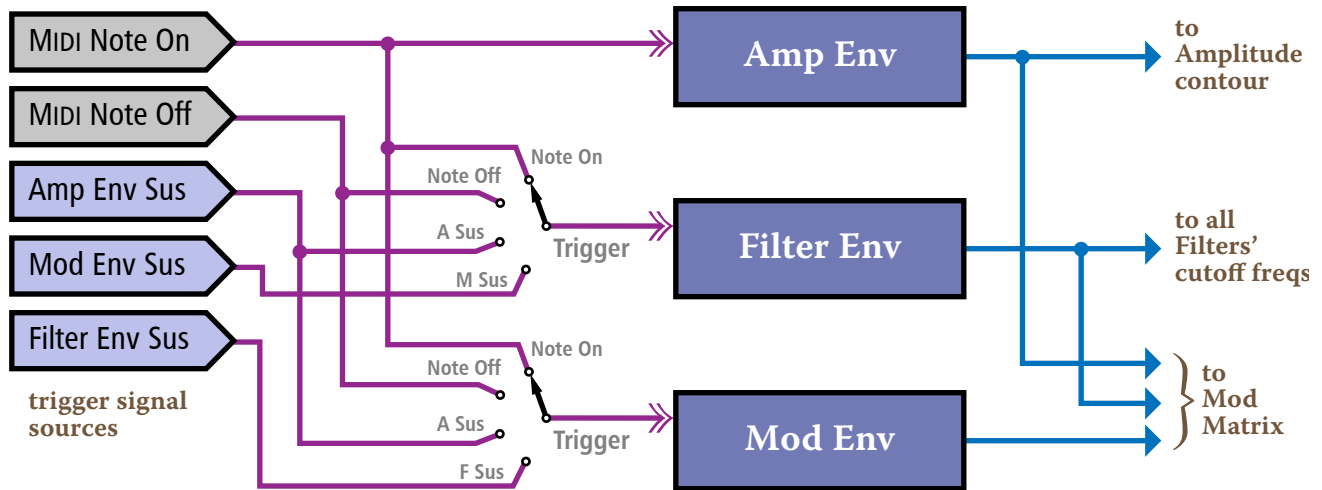 MIDI Note On
MIDI Note Off
Amp Env Sus
Mod Env Sus
Filter Env Sus
trigger signal
sources
Note On
Note Off
A Sus
M Sus
Trigger
Note On
Note Off
A Sus
F Sus
Trigger
Amp Env
Filter Env
Mod Env
to
Amplitude
contour
to all
Filters’
cutoff freqs
to
Mod
Matrix